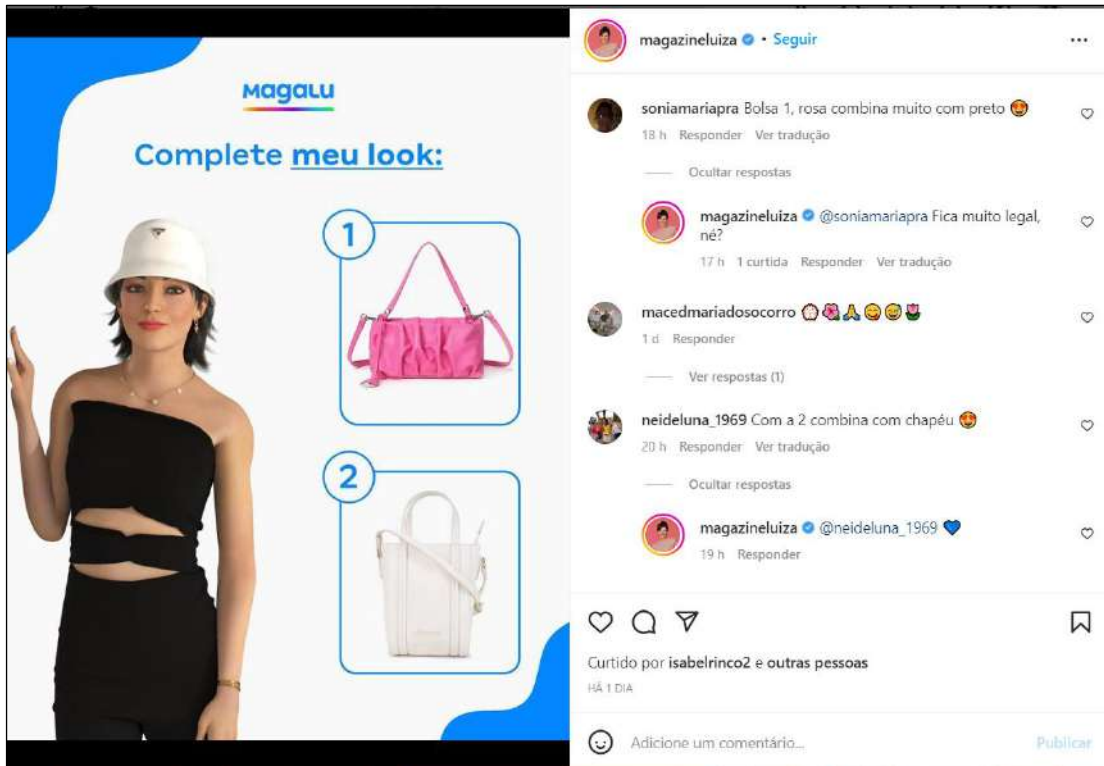 Magalu
Complete meu look:
1
2
magazineluiza • Seguir
soniamariapra Bolsa 1, rosa combina muito com preto 🤩
18 h Responder Ver tradução
Ocultar respostas
magazineluiza @soniamariapra Fica muito legal,
né?
17 h 1 curtida Responder Ver tradução
macedmariadosocorro
1 d Responder
Ver respostas (1)
neideluna_1969 Com a 2 combina com chapéu 🤩
20 h Responder Ver tradução
Ocultar respostas
magazineluiza @neideluna_1969 💙
19 h Responder
Curtido por isabelrinco2 e outras pessoas
HÁ 1 DIA
Adicione um comentário...
Publicar